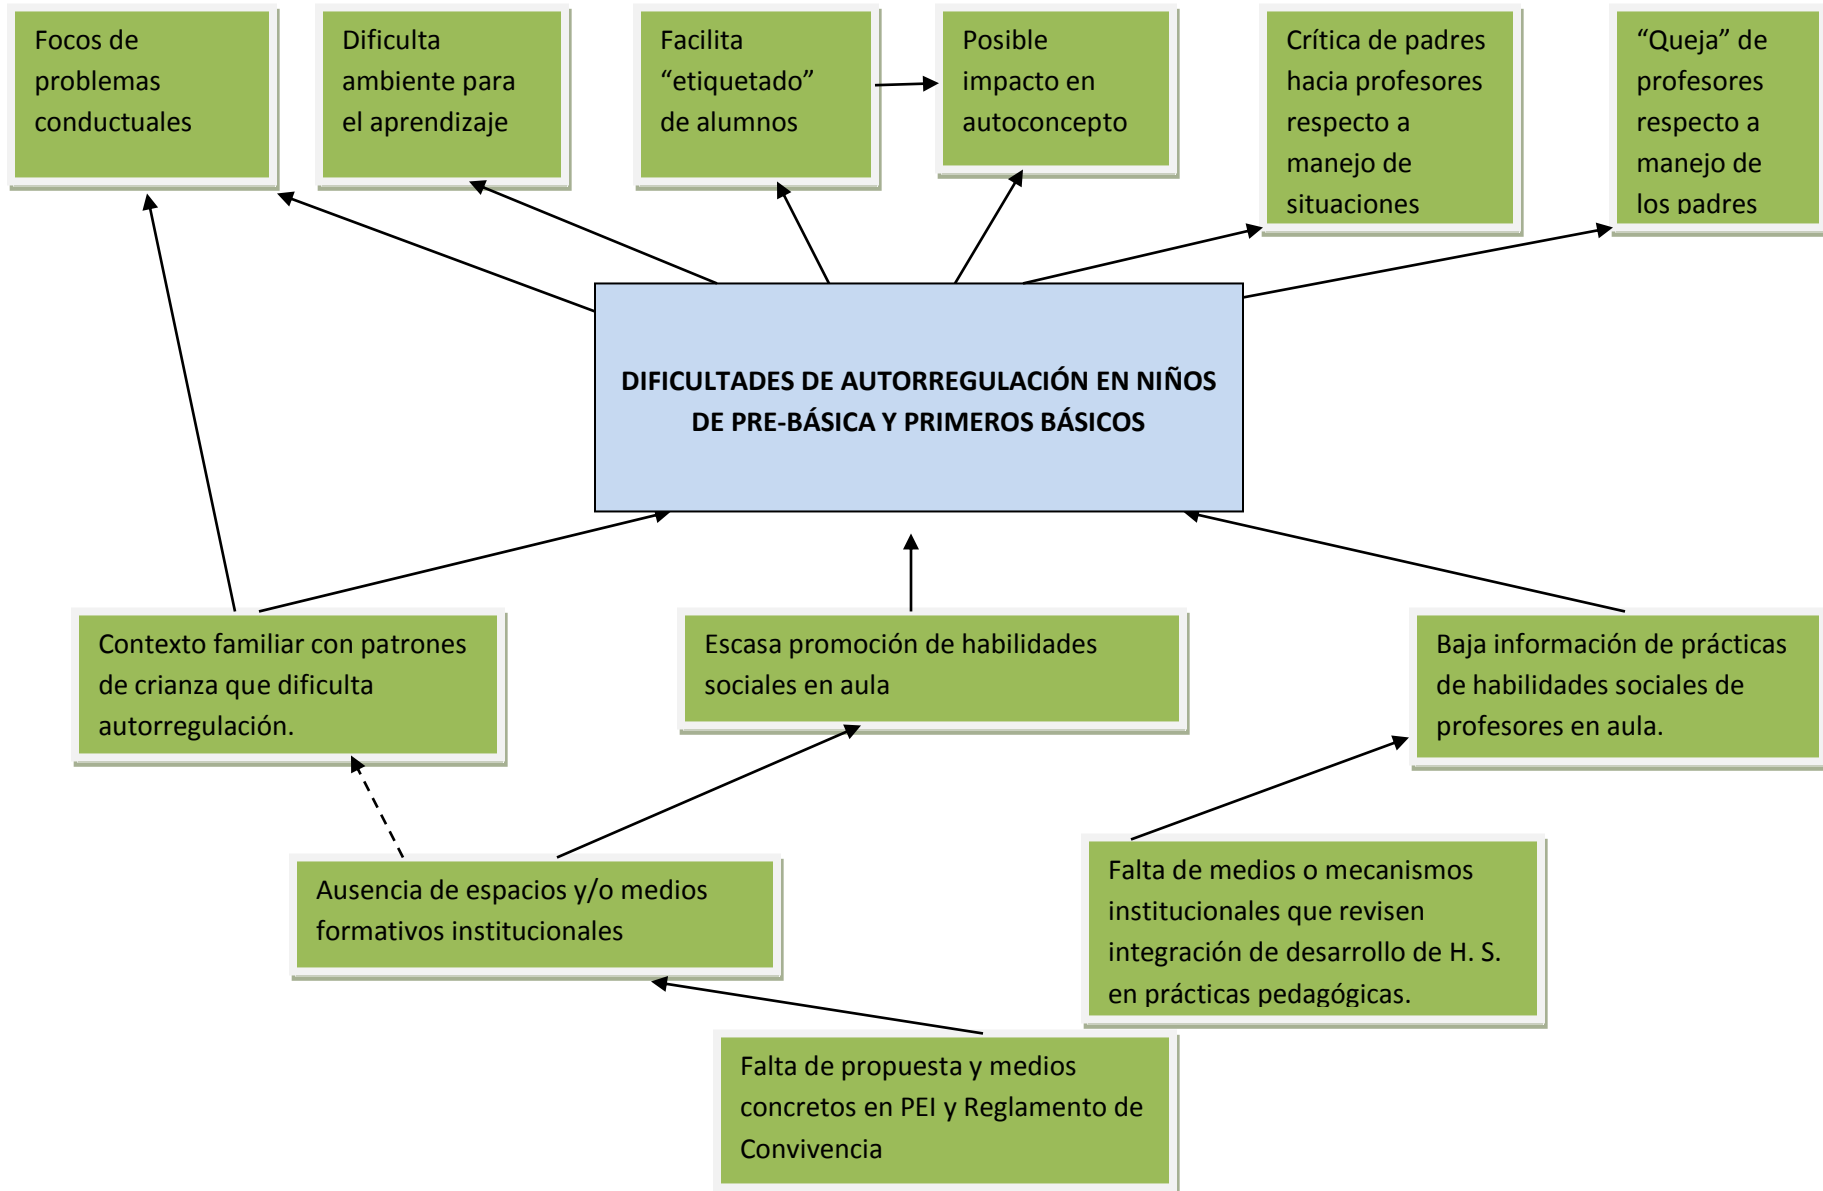 Focos de
problemas
conductuales
Dificulta
ambiente para
el aprendizaje
Facilita
“etiquetado”
de alumnos
Posible
impacto en
autoconcepto
Crítica de padres
hacia profesores
respecto a
manejo de
situaciones
“Queja” de
profesores
respecto a
manejo de
los padres
DIFICULTADES DE AUTORREGULACIÓN EN NIÑOS
DE PRE-BÁSICA Y PRIMEROS BÁSICOS
Contexto familiar con patrones
de crianza que dificulta
autorregulación.
Escasa promoción de habilidades
sociales en aula
Baja información de prácticas
de habilidades sociales de
profesores en aula.
Ausencia de espacios y/o medios
formativos institucionales
Falta de medios o mecanismos
institucionales que revisen
integración de desarrollo de H. S.
en prácticas pedagógicas.
Falta de propuesta y medios
concretos en PEI y Reglamento de
Convivencia